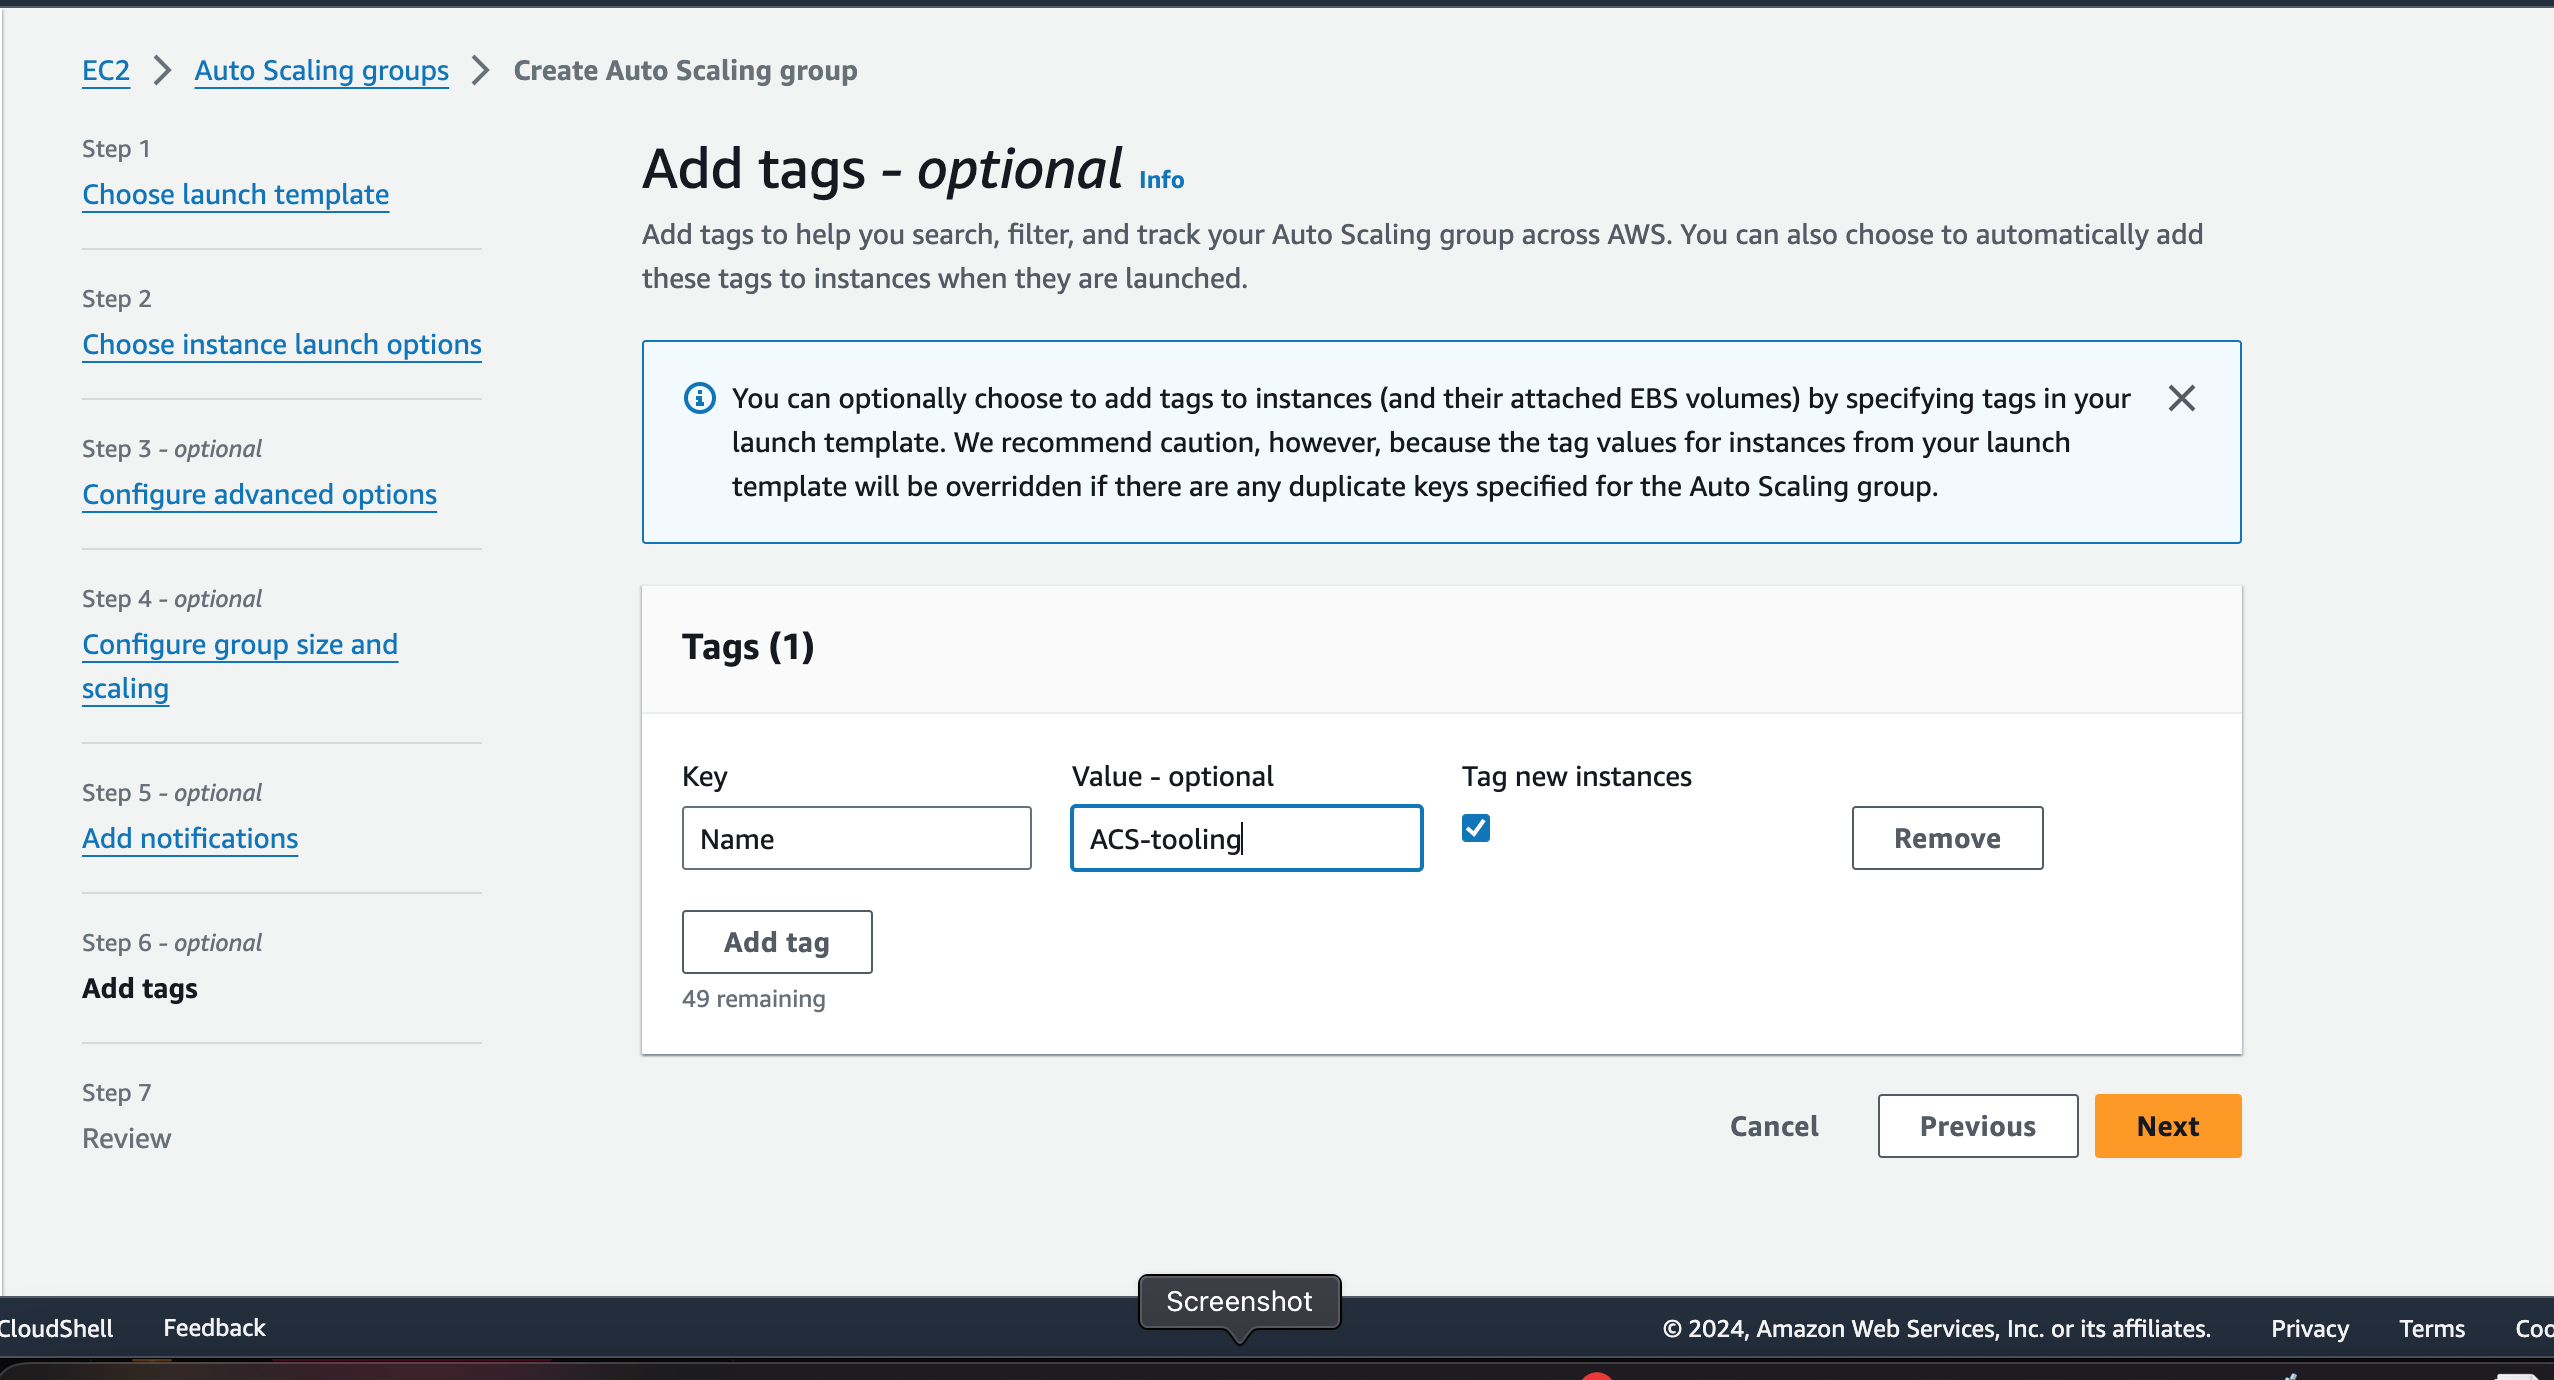 EC2 > Auto Scaling groups > Create Auto Scaling group
Step 1
Choose launch template
Step 2
Choose instance launch options
Step 3 - optional
Configure advanced options
Step 4 - optional
Configure group size and
scaling
Step 5 - optional
Add notifications
Step 6 - optional
Add tags
Step 7
Review
Add tags - optional Info
Add tags to help you search, filter, and track your Auto Scaling group across AWS. You can also choose to automatically add
these tags to instances when they are launched.
You can optionally choose to add tags to instances (and their attached EBS volumes) by specifying tags in your
launch template. We recommend caution, however, because the tag values for instances from your launch
template will be overridden if there are any duplicate keys specified for the Auto Scaling group.
Tags (1)
Key Value - optional Tag new instances
Name ACS-tooling Remove
Add tag
49 remaining
Cancel Previous Next
Screenshot
CloudShell Feedback © 2024, Amazon Web Services, Inc. or its affiliates. Privacy Terms Coo